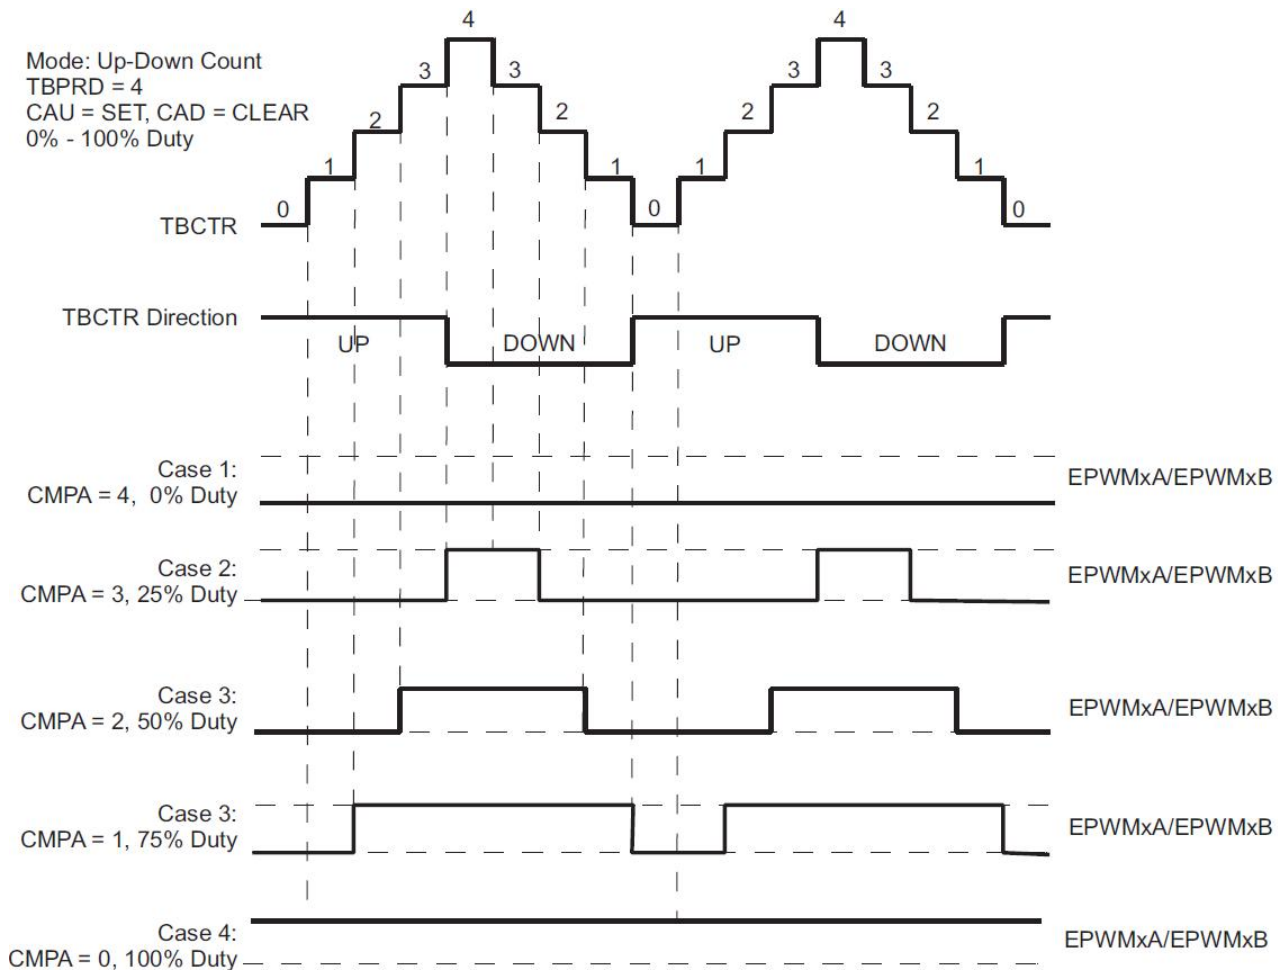 4
4
Mode: Up-Down Count
TBPRD = 4
CAU = SET, CAD = CLEAR
0% - 100% Duty
3
3
3
3
2
2
2
2
1
1
1
1
0
0
0
TBCTR
TBCTR Direction
UP
DOWN
UP
DOWN
Case 1:
CMPA = 4, 0% Duty
EPWMxA/EPWMxB
Case 2:
CMPA = 3, 25% Duty
EPWMxA/EPWMxB
Case 3:
CMPA = 2, 50% Duty
EPWMxA/EPWMxB
Case 3:
CMPA = 1, 75% Duty
EPWMxA/EPWMxB
Case 4:
CMPA = 0, 100% Duty
EPWMxA/EPWMxB